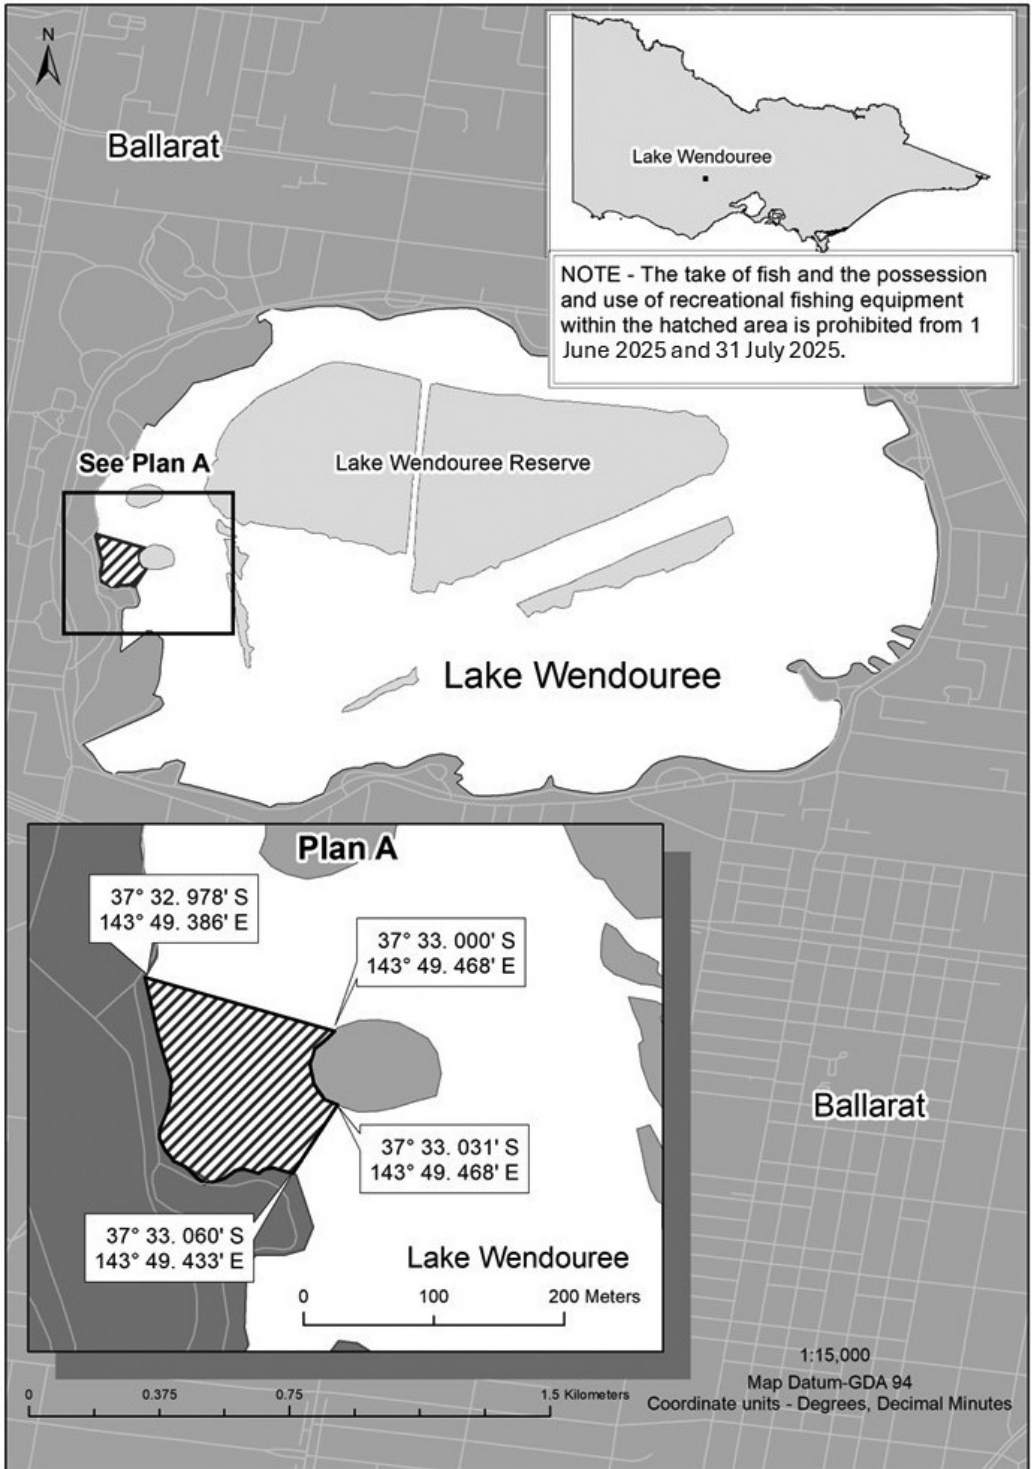 N
Ballarat
Lake Wendouree
NOTE - The take of fish and the possession
and use of recreational fishing equipment
within the hatched area is prohibited from 1
June 2025 and 31 July 2025.
See Plan A
Lake Wendouree Reserve
Lake Wendouree
Plan A
37° 32. 978' S
143° 49. 386' E
37° 33. 000' S
143° 49. 468' E
37° 33. 031' S
143° 49. 468' E
37° 33. 060' S
143° 49. 433' E
Lake Wendouree
0 100 200 Meters
Ballarat
1:15,000
Map Datum-GDA 94
Coordinate units - Degrees, Decimal Minutes
0 0.375 0.75 1.5 Kilometers